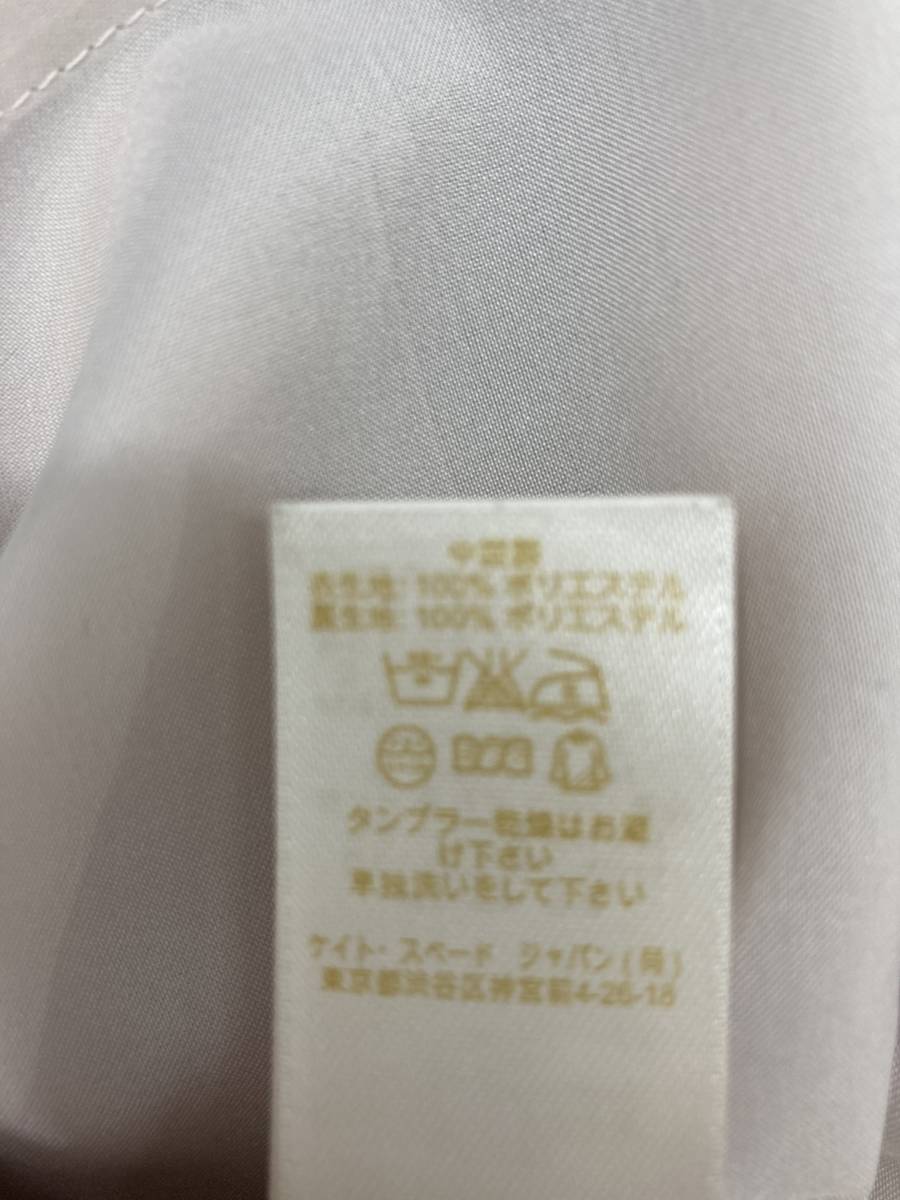 中国製
表生地: 100% ポリエステル
裏生地: 100% ポリエステル
タンブラー乾燥はお避
け下さい
単独洗いをして下さい
ケイト・スペード ジャパン(同)
東京都渋谷区神宮前4-26-18